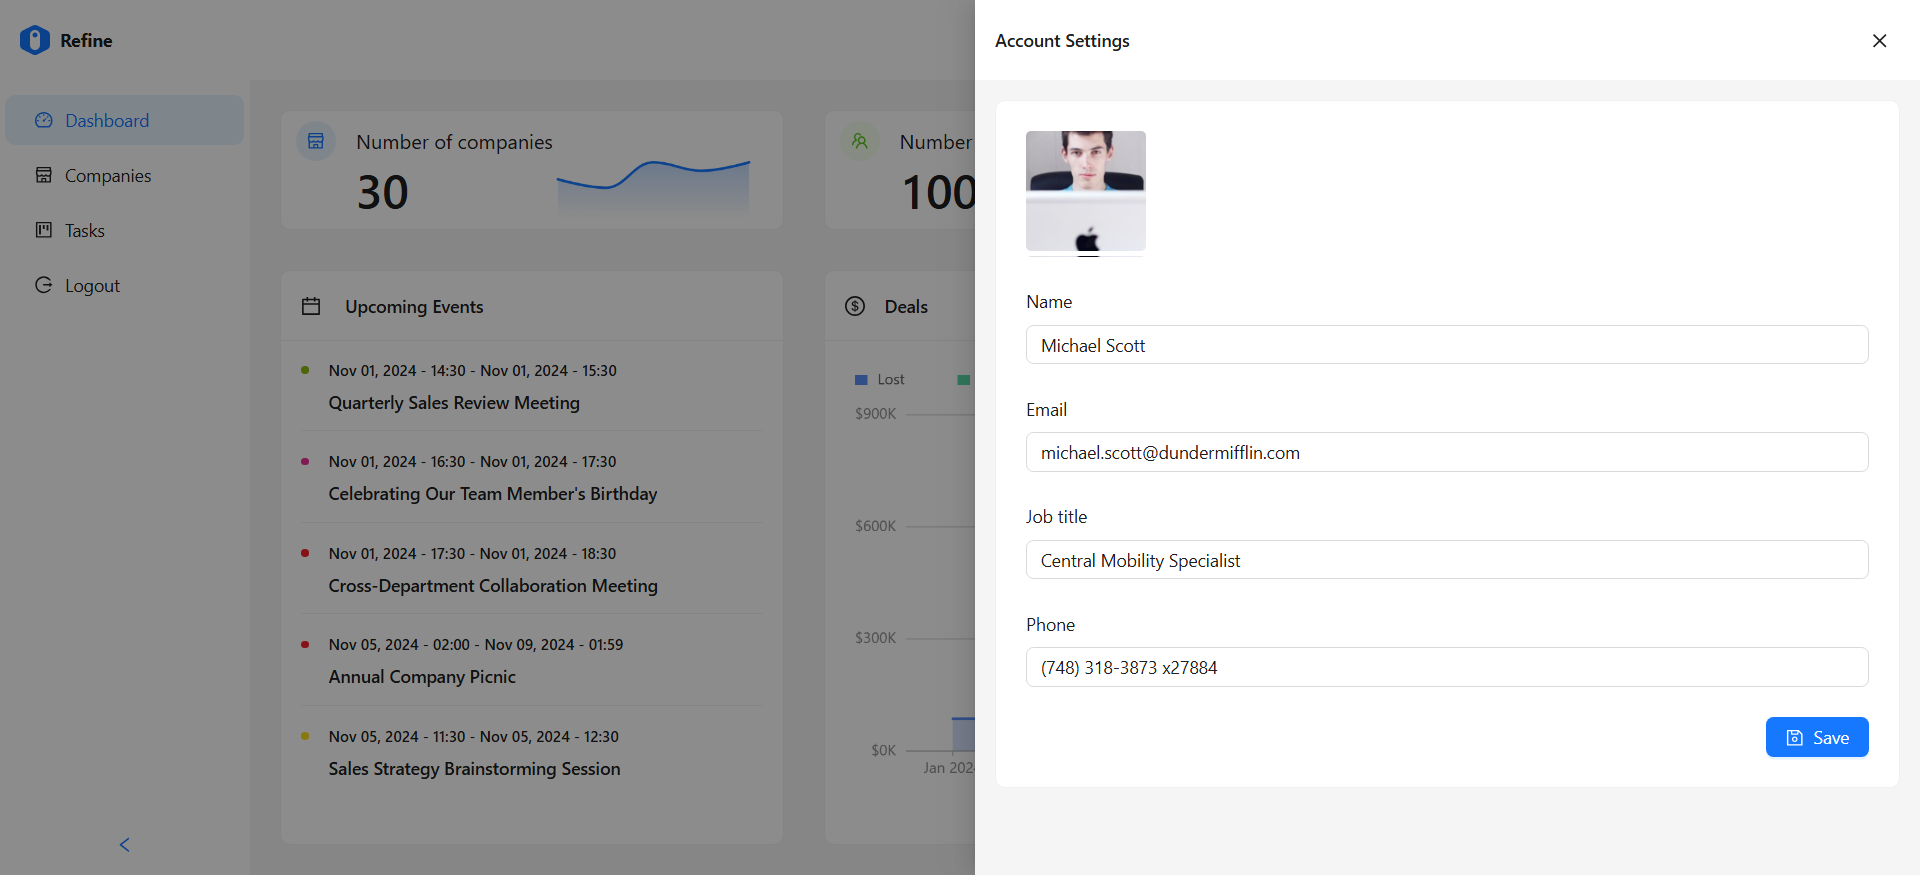 Refine
Dashboard
Companies
Tasks
Logout
Number of companies
30
Number
100
Upcoming Events
Nov 01, 2024 - 14:30 - Nov 01, 2024 - 15:30
Quarterly Sales Review Meeting
Nov 01, 2024 - 16:30 - Nov 01, 2024 - 17:30
Celebrating Our Team Member's Birthday
Nov 01, 2024 - 17:30 - Nov 01, 2024 - 18:30
Cross-Department Collaboration Meeting
Nov 05, 2024 - 02:00 - Nov 09, 2024 - 01:59
Annual Company Picnic
Nov 05, 2024 - 11:30 - Nov 05, 2024 - 12:30
Sales Strategy Brainstorming Session
Deals
Lost
$900K
$600K
$300K
$0K
Jan 202
Account Settings
Name
Michael Scott
Email
michael.scott@dundermifflin.com
Job title
Central Mobility Specialist
Phone
(748) 318-3873 x27884
Save